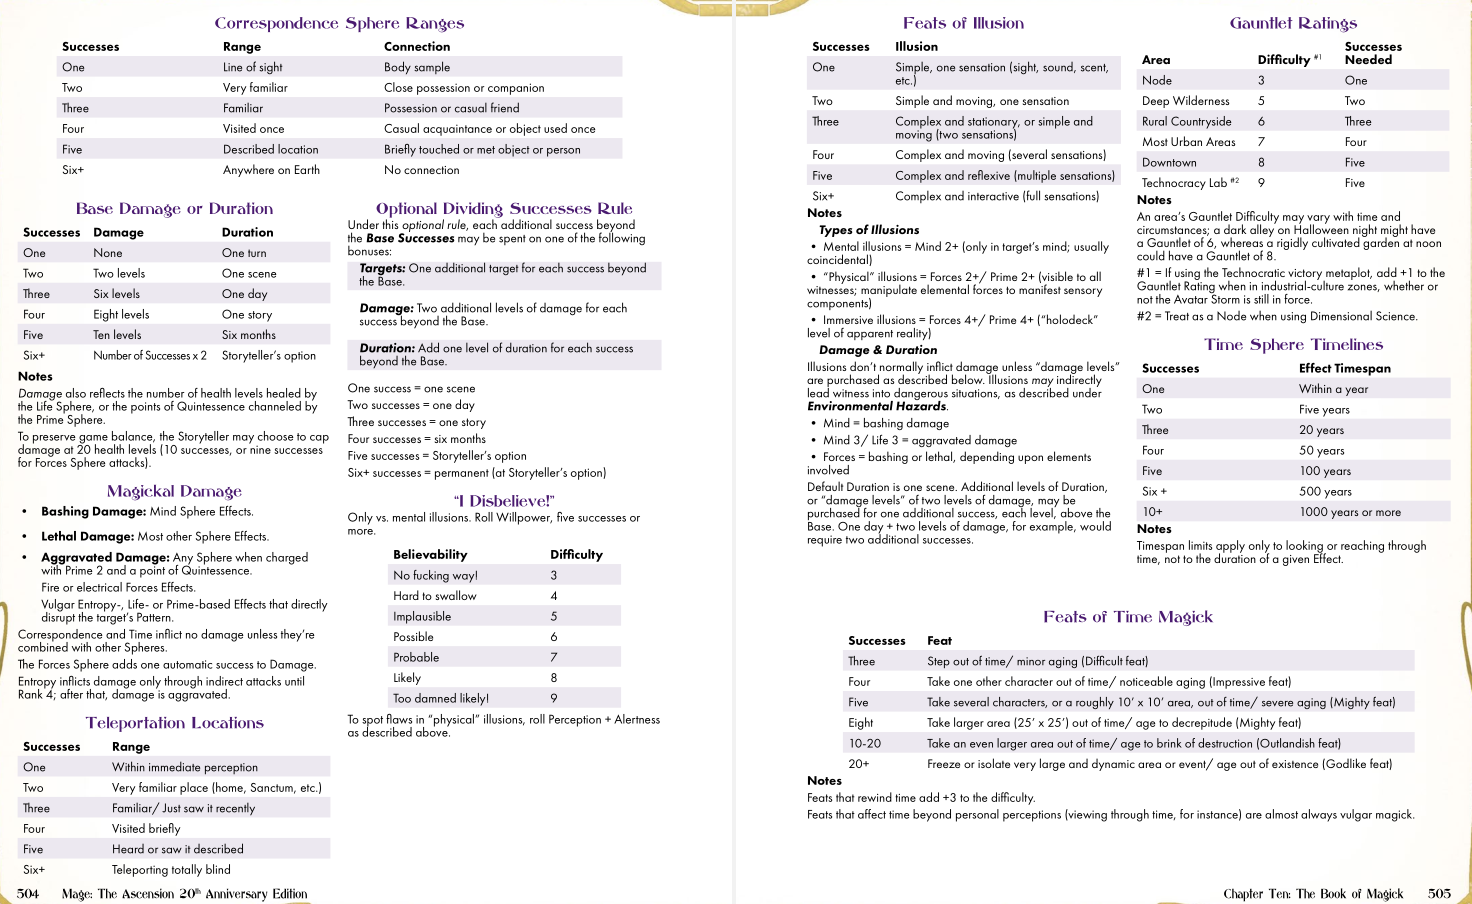 Correspondence Sphere Ranges
Successes Range Connection
One Line of sight Body sample
Two Very familiar Close possession or companion
Three Familiar Possession or casual friend
Four Visited once Casual acquaintance or object used once
Five Described location Briefly touched or met object or person
Six+ Anywhere on Earth No connection
Base Damage or Duration
Successes Damage Duration
One None One turn
Two Two levels One scene
Three Six levels One day
Four Eight levels One story
Five Ten levels Six months
Six+ Number of Successes x 2 Storyteller’s option
Notes
Damage also reflects the number of health levels healed by
the Life Sphere, or the points of Quintessence channeled by
the Prime Sphere.
To preserve game balance, the Storyteller may choose to cap
damage at 20 health levels (10 successes, or nine successes
for Forces Sphere attacks).
Magickal Damage
• Bashing Damage: Mind Sphere Effects.
• Lethal Damage: Most other Sphere Effects.
• Aggravated Damage: Any Sphere when charged
with Prime 2 and a point of Quintessence.
Fire or electrical Forces Effects.
Vulgar Entropy-, Life- or Prime-based Effects that directly
disrupt the target’s Pattern.
Correspondence and Time inflict no damage unless they’re
combined with other Spheres.
The Forces Sphere adds one automatic success to Damage.
Entropy inflicts damage only through indirect attacks until
Rank 4; after that, damage is aggravated.
Teleportation Locations
Successes Range
One Within immediate perception
Two Very familiar place (home, Sanctum, etc.)
Three Familiar/ Just saw it recently
Four Visited briefly
Five Heard or saw it described
Six+ Teleporting totally blind
Optional Dividing Successes Rule
Under this optional rule, each additional success beyond
the Base Successes may be spent on one of the following
bonuses:
Targets: One additional target for each success beyond
the Base.
Damage: Two additional levels of damage for each
success beyond the Base.
Duration: Add one level of duration for each success
beyond the Base.
One success = one scene
Two successes = one day
Three successes = one story
Four successes = six months
Five successes = Storyteller’s option
Six+ successes = permanent (at Storyteller’s option)
“I Disbelieve!”
Only vs. mental illusions. Roll Willpower, five successes or
more.
Believability Difficulty
No fucking way! 3
Hard to swallow 4
Implausible 5
Possible 6
Probable 7
Likely 8
Too damned likely! 9
To spot flaws in “physical” illusions, roll Perception + Alertness
as described above.
504 Mage: The Ascension 20th Anniversary Edition
Feats of Illusion
Successes Illusion
One Simple, one sensation (sight, sound, scent,
etc.)
Two Simple and moving, one sensation
Three Complex and stationary, or simple and
moving (two sensations)
Four Complex and moving (several sensations)
Five Complex and reflexive (multiple sensations)
Six+ Complex and interactive (full sensations)
Notes
Types of Illusions
• Mental illusions = Mind 2+ (only in target’s mind; usually
coincidental)
• “Physical” illusions = Forces 2+/ Prime 2+ (visible to all
witnesses; manipulate elemental forces to manifest sensory
components)
• Immersive illusions = Forces 4+/ Prime 4+ (“holodeck”
level of apparent reality)
Damage & Duration
Illusions don’t normally inflict damage unless “damage levels”
are purchased as described below. Illusions may indirectly
lead witness into dangerous situations, as described under
Environmental Hazards.
• Mind = bashing damage
• Mind 3/ Life 3 = aggravated damage
• Forces = bashing or lethal, depending upon elements
involved
Default Duration is one scene. Additional levels of Duration,
or “damage levels” of two levels of damage, may be
purchased for one additional success, each level, above the
Base. One day + two levels of damage, for example, would
require two additional successes.
Gauntlet Ratings
Area Difficulty #1 Successes
Needed
Node 3 One
Deep Wilderness 5 Two
Rural Countryside 6 Three
Most Urban Areas 7 Four
Downtown 8 Five
Technocracy Lab #2 9 Five
Notes
An area’s Gauntlet Difficulty may vary with time and
circumstances; a dark alley on Halloween night might have
a Gauntlet of 6, whereas a rigidly cultivated garden at noon
could have a Gauntlet of 8.
#1 = If using the Technocratic victory metaplot, add +1 to the
Gauntlet Rating when in industrial-culture zones, whether or
not the Avatar Storm is still in force.
#2 = Treat as a Node when using Dimensional Science.
Time Sphere Timelines
Successes Effect Timespan
One Within a year
Two Five years
Three 20 years
Four 50 years
Five 100 years
Six + 500 years
10+ 1000 years or more
Notes
Timespan limits apply only to looking or reaching through
time, not to the duration of a given Effect.
Feats of Time Magick
Successes Feat
Three Step out of time/ minor aging (Difficult feat)
Four Take one other character out of time/ noticeable aging (Impressive feat)
Five Take several characters, or a roughly 10’ x 10’ area, out of time/ severe aging (Mighty feat)
Eight Take larger area (25’ x 25’) out of time/ age to decrepitude (Mighty feat)
10-20 Take an even larger area out of time/ age to brink of destruction (Outlandish feat)
20+ Freeze or isolate very large and dynamic area or event/ age out of existence (Godlike feat)
Notes
Feats that rewind time add +3 to the difficulty.
Feats that affect time beyond personal perceptions (viewing through time, for instance) are almost always vulgar magick.
Chapter Ten: The Book of Magick 505